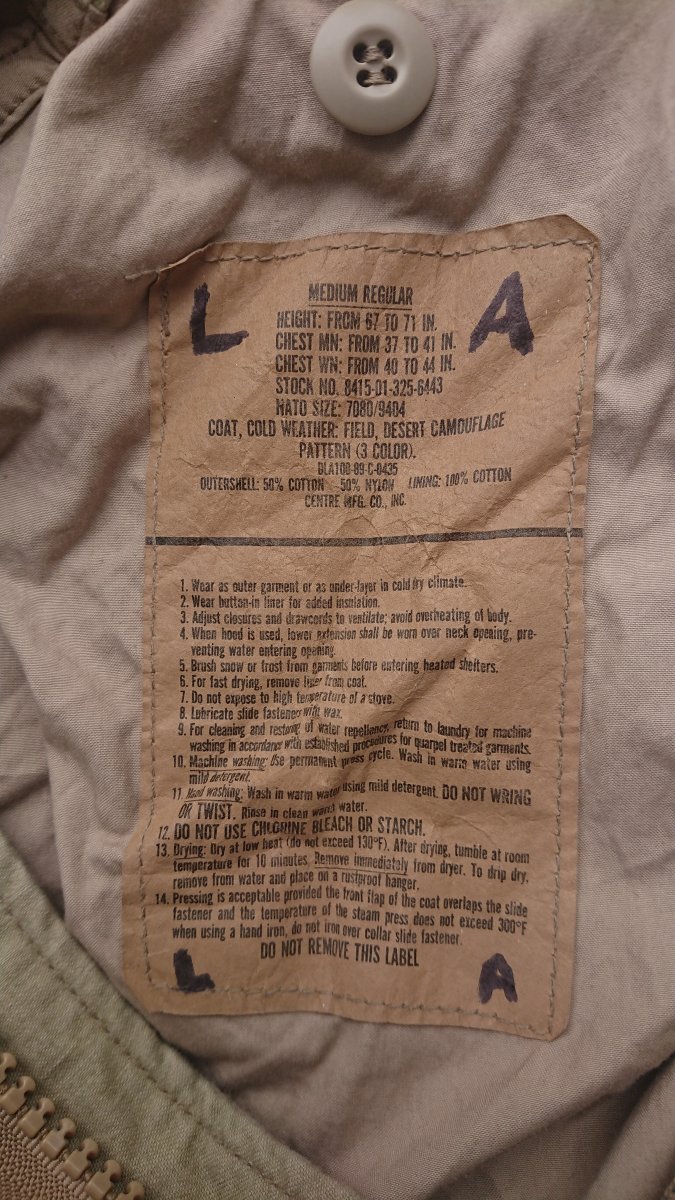 L A
MEDIUM REGULAR
HEIGHT: FROM 67 TO 71 IN.
CHEST MN: FROM 37 TO 41 IN.
CHEST WN: FROM 40 TO 44 IN.
STOCK NO. 8415-01-325-6443
NATO SIZE: 7080/9404
COAT, COLD WEATHER: FIELD, DESERT CAMOUFLAGE
PATTERN (3 COLOR).
DLA100-89-C-0435
OUTERSHELL: 50% COTTON 50% NYLON LINING: 100% COTTON
CENTRE MFG. CO., INC.
1. Wear as outer garment or as under-layer in cold dry climate.
2. Wear button-in liner for added insulation.
3. Adjust closures and drawcords to ventilate; avoid overheating of body.
4. When hood is used, lower extension shall be worn over neck opening, pre-
venting water entering opening.
5. Brush snow or frost from garments before entering heated shelters.
6. For fast drying, remove liner from coat.
7. Do not expose to high temperature of a stove.
8. Lubricate slide fasteners with wax.
9. For cleaning and restoring of water repellency, return to laundry for machine
washing in accordance with established procedures for quarpel treated garments.
10. Machine washing: Use permanent press cycle. Wash in warm water using
mild detergent.
11. Hand washing: Wash in warm water using mild detergent. DO NOT WRING
OR TWIST. Rinse in clean warm water.
12. DO NOT USE CHLORINE BLEACH OR STARCH.
13. Drying: Dry at low heat (do not exceed 130°F). After drying, tumble at room
temperature for 10 minutes. Remove immediately from dryer. To drip dry,
remove from water and place on a rustproof hanger.
14. Pressing is acceptable provided the front flap of the coat overlaps the slide
fastener and the temperature of the steam press does not exceed 300°F
when using a hand iron, do not iron over collar slide fastener.
DO NOT REMOVE THIS LABEL
L A